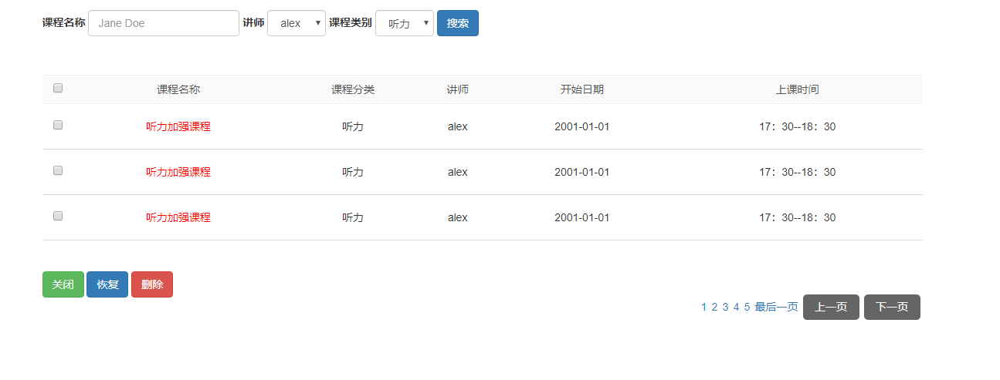 课程名称 Jane Doe 讲师 alex 课程类别 听力 搜索
课程名称 课程分类 讲师 开始日期 上课时间
听力加强课程 听力 alex 2001-01-01 17：30--18：30
听力加强课程 听力 alex 2001-01-01 17：30--18：30
听力加强课程 听力 alex 2001-01-01 17：30--18：30
关闭 恢复 删除
1 2 3 4 5 最后一页 上一页 下一页